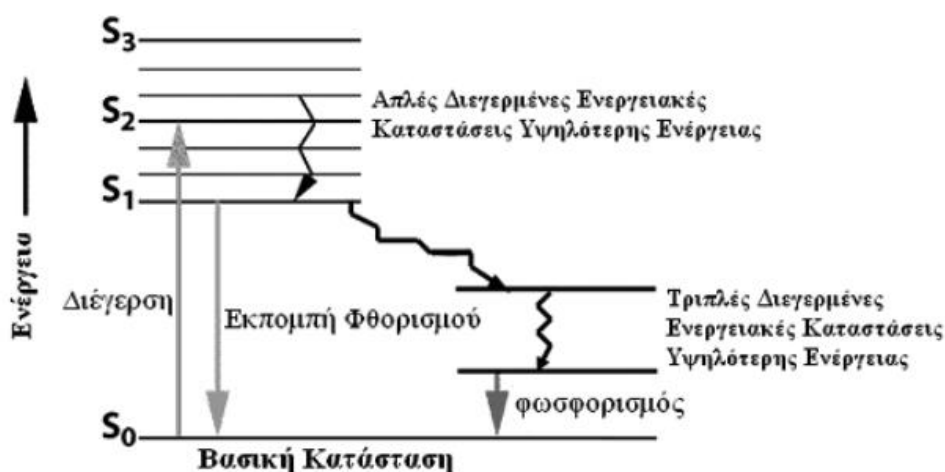 S3
Απλές Διεγερμένες Ενεργειακές
S2
Καταστάσεις Υψηλότερης Ενέργειας
S1
Ενέργεια
Διέγερση
Εκπομπή Φθορισμού
Τριπλές Διεγερμένες
Ενεργειακές Καταστάσεις
Υψηλότερης Ενέργειας
φωσφορισμός
S0
Βασική Κατάσταση